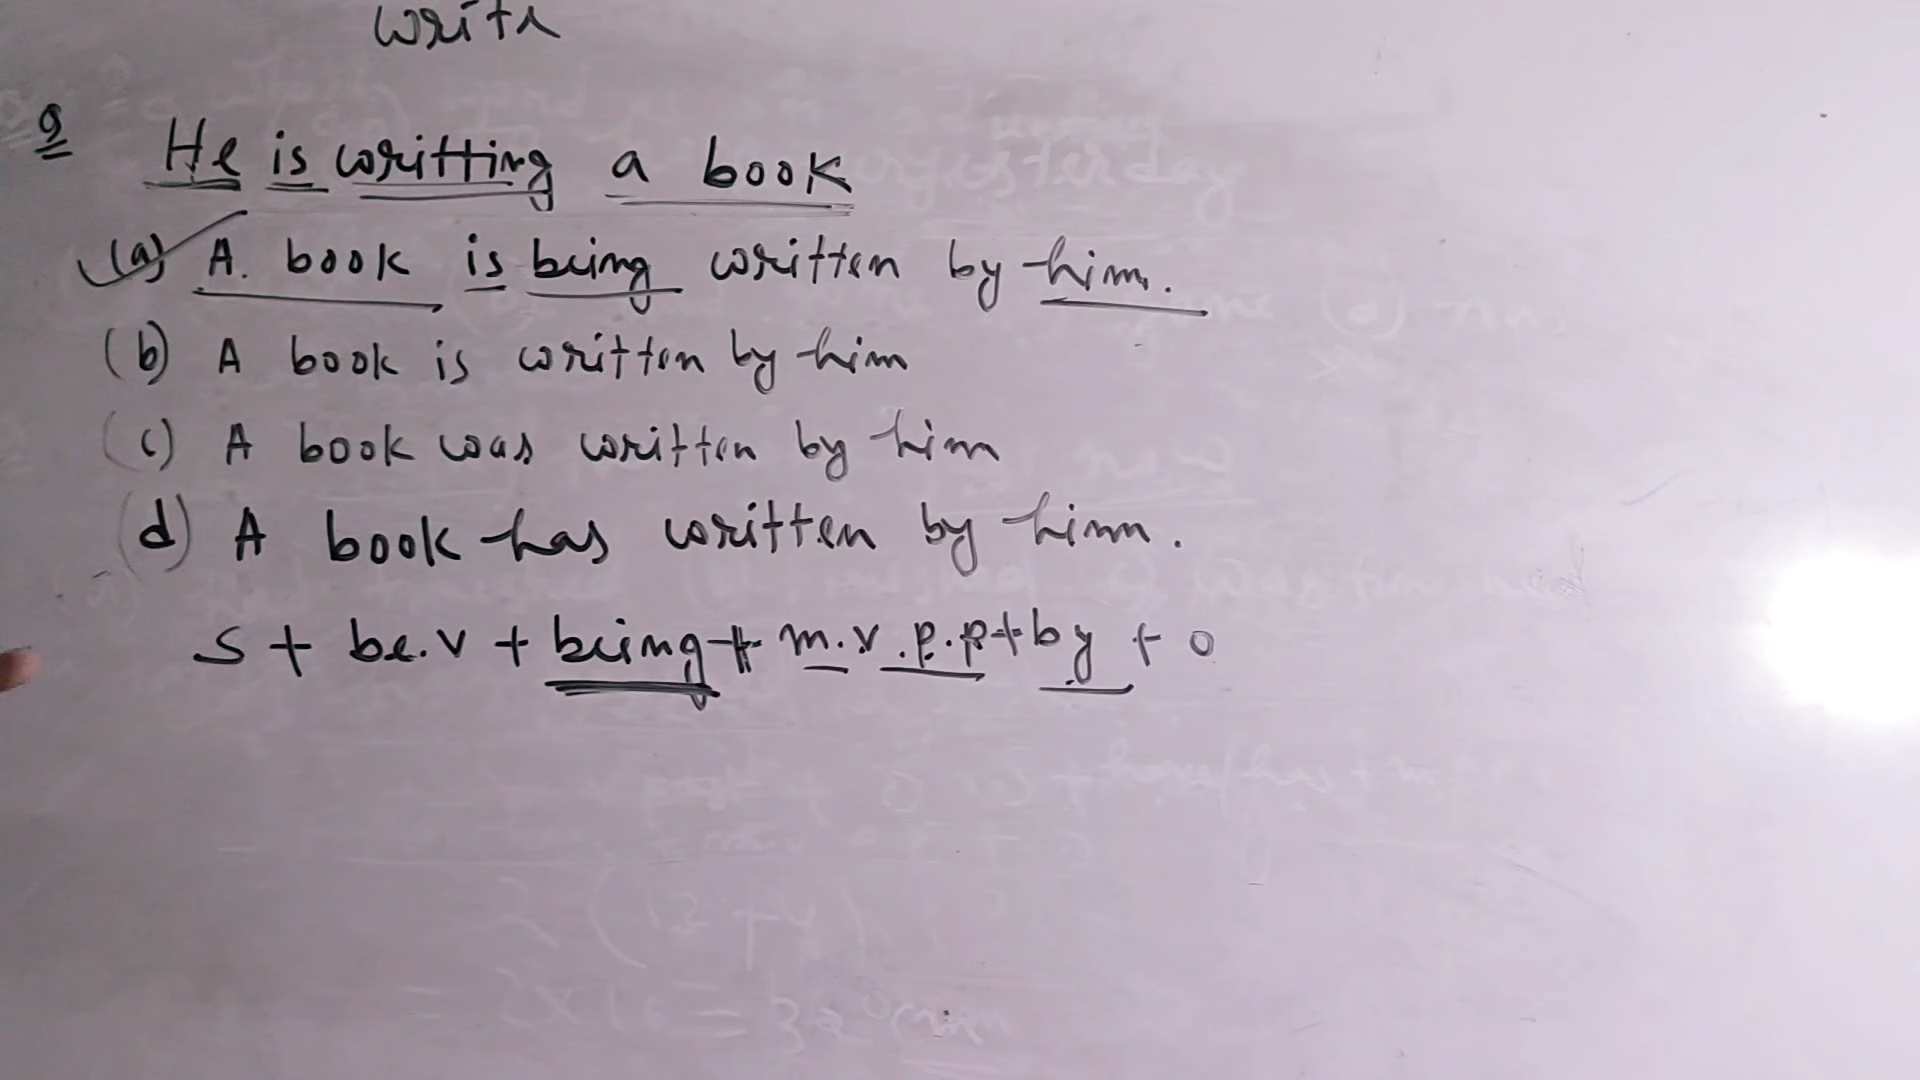 write
Q He is writting a book
(a) A. book is being written by him.
(b) A book is written by him
(c) A book was written by him
(d) A book has written by him.
S + be.v + being + m.v.p.p + by + o